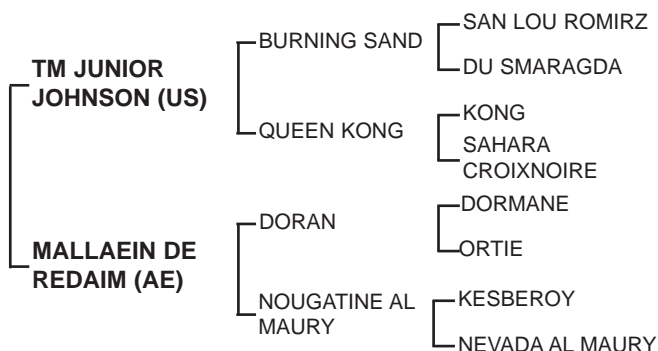 TM JUNIOR
JOHNSON (US)
BURNING SAND
SAN LOU ROMIRZ
DU SMARAGDA
QUEEN KONG
KONG
SAHARA
CROIXNOIRE
MALLAEIN DE
REDAIM (AE)
DORAN
DORMANE
ORTIE
NOUGATINE AL
MAURY
KESBEROY
NEVADA AL MAURY